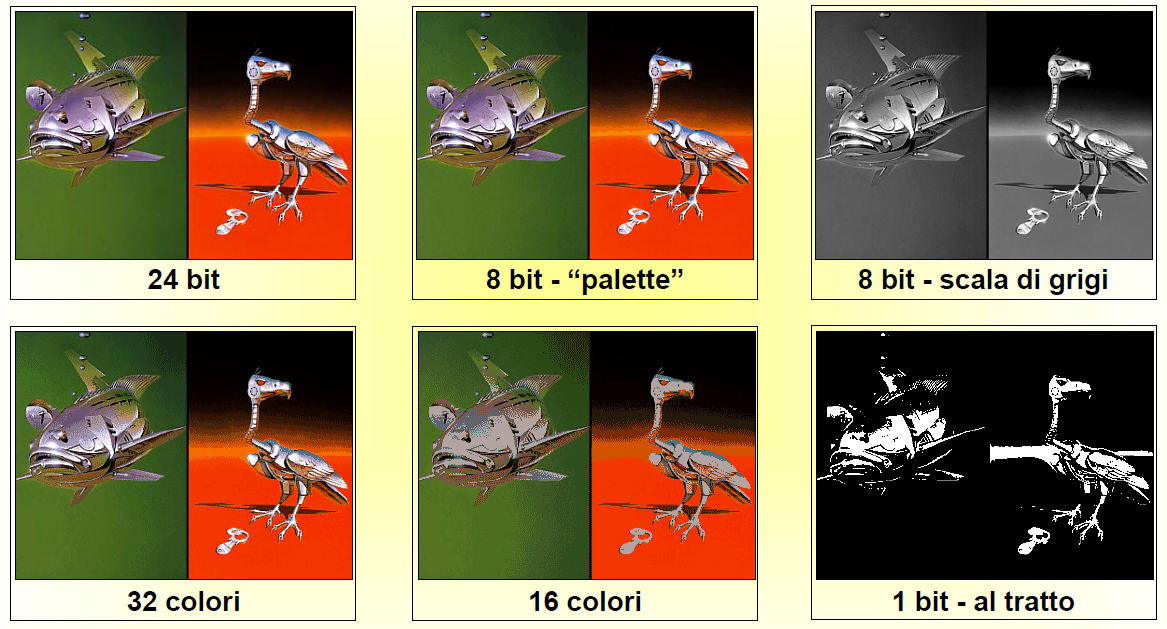 24 bit
8 bit - “palette”
8 bit - scala di grigi
32 colori
16 colori
1 bit - al tratto